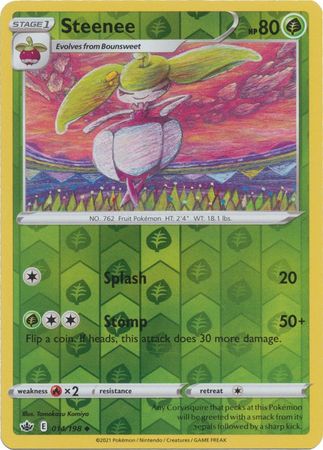 STAGE 1
Steenee
HP 80
Evolves from Bounsweet
NO. 762 Fruit Pokémon HT: 2'4" WT: 18.1 lbs.
Splash 20
Stomp 50+
Flip a coin. If heads, this attack does 30 more damage.
weakness ×2 resistance retreat
Illus. Tomokazu Komiya
E 014/198
Any Corvisquire that pecks at this Pokémon
will be greeted with a smack from its sepals
followed by a sharp kick.
©2021 Pokémon / Nintendo / Creatures / GAME FREAK